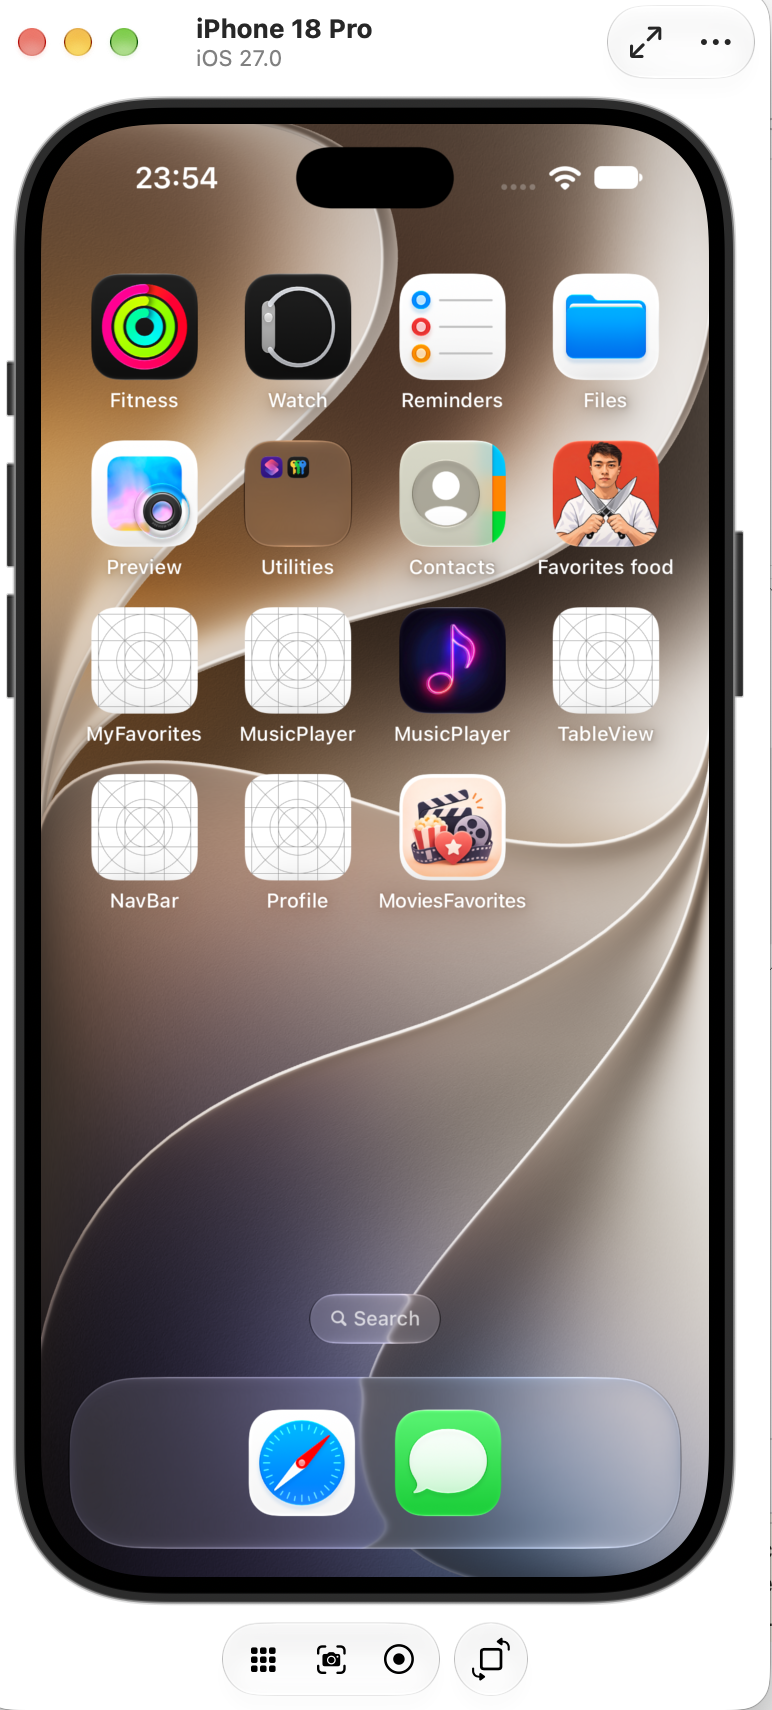 iPhone 18 Pro
iOS 27.0
23:54
Fitness
Watch
Reminders
Files
Preview
Utilities
Contacts
Favorites food
MyFavorites
MusicPlayer
MusicPlayer
TableView
NavBar
Profile
MoviesFavorites
Search